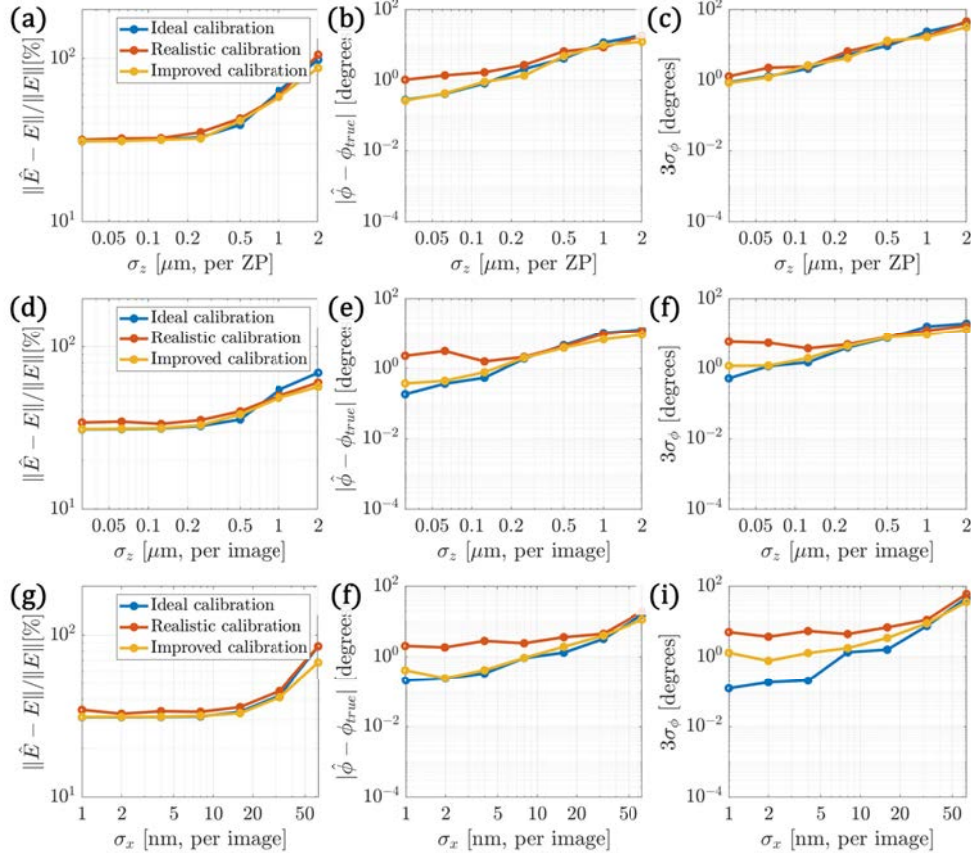 (a)
Ideal calibration
Realistic calibration
Improved calibration
10^2
10^1
‖Ê − E‖/‖E‖[%]
0.05 0.1 0.2 0.5 1 2
σ_z [μm, per ZP]
(b)
10^2
10^0
10^-2
10^-4
|ϕ̂ − ϕ_true| [degrees]
0.05 0.1 0.2 0.5 1 2
σ_z [μm, per ZP]
(c)
10^2
10^0
10^-2
10^-4
3σ_ϕ [degrees]
0.05 0.1 0.2 0.5 1 2
σ_z [μm, per ZP]
(d)
Ideal calibration
Realistic calibration
Improved calibration
10^2
10^1
‖Ê − E‖/‖E‖[%]
0.05 0.1 0.2 0.5 1 2
σ_z [μm, per image]
(e)
10^2
10^0
10^-2
10^-4
|ϕ̂ − ϕ_true| [degrees]
0.05 0.1 0.2 0.5 1 2
σ_z [μm, per image]
(f)
10^2
10^0
10^-2
10^-4
3σ_ϕ [degrees]
0.05 0.1 0.2 0.5 1 2
σ_z [μm, per image]
(g)
Ideal calibration
Realistic calibration
Improved calibration
10^2
10^1
‖Ê − E‖/‖E‖[%]
1 2 5 10 20 50
σ_x [nm, per image]
(f)
10^2
10^0
10^-2
10^-4
|ϕ̂ − ϕ_true| [degrees]
1 2 5 10 20 50
σ_x [nm, per image]
(i)
10^2
10^0
10^-2
10^-4
3σ_ϕ [degrees]
1 2 5 10 20 50
σ_x [nm, per image]